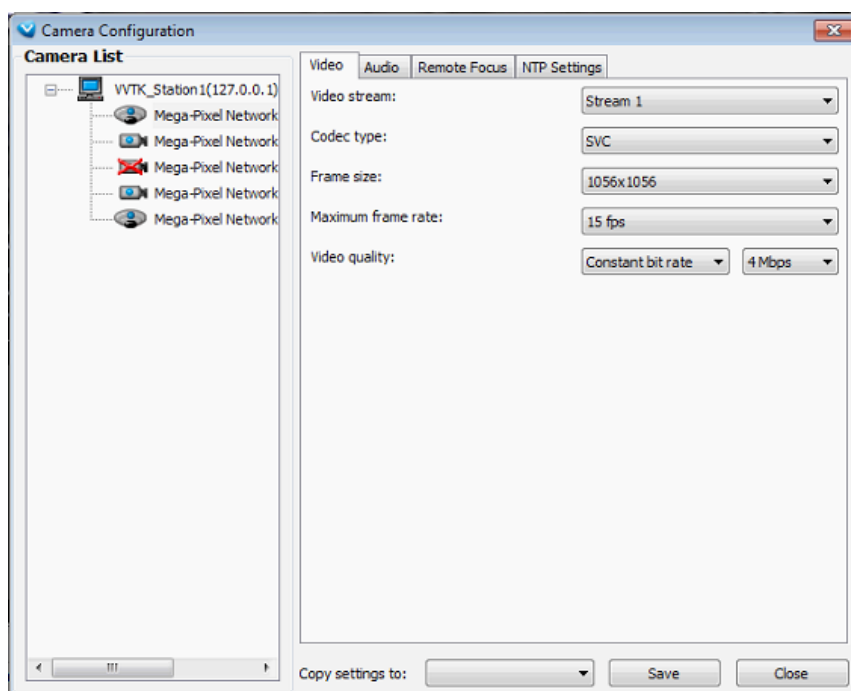 Camera Configuration
Camera List
VVTK_Station1(127.0.0.1)
Mega-Pixel Network
Mega-Pixel Network
Mega-Pixel Network
Mega-Pixel Network
Mega-Pixel Network
Video Audio Remote Focus NTP Settings
Video stream: Stream 1
Codec type: SVC
Frame size: 1056x1056
Maximum frame rate: 15 fps
Video quality: Constant bit rate 4 Mbps
Copy settings to: Save Close